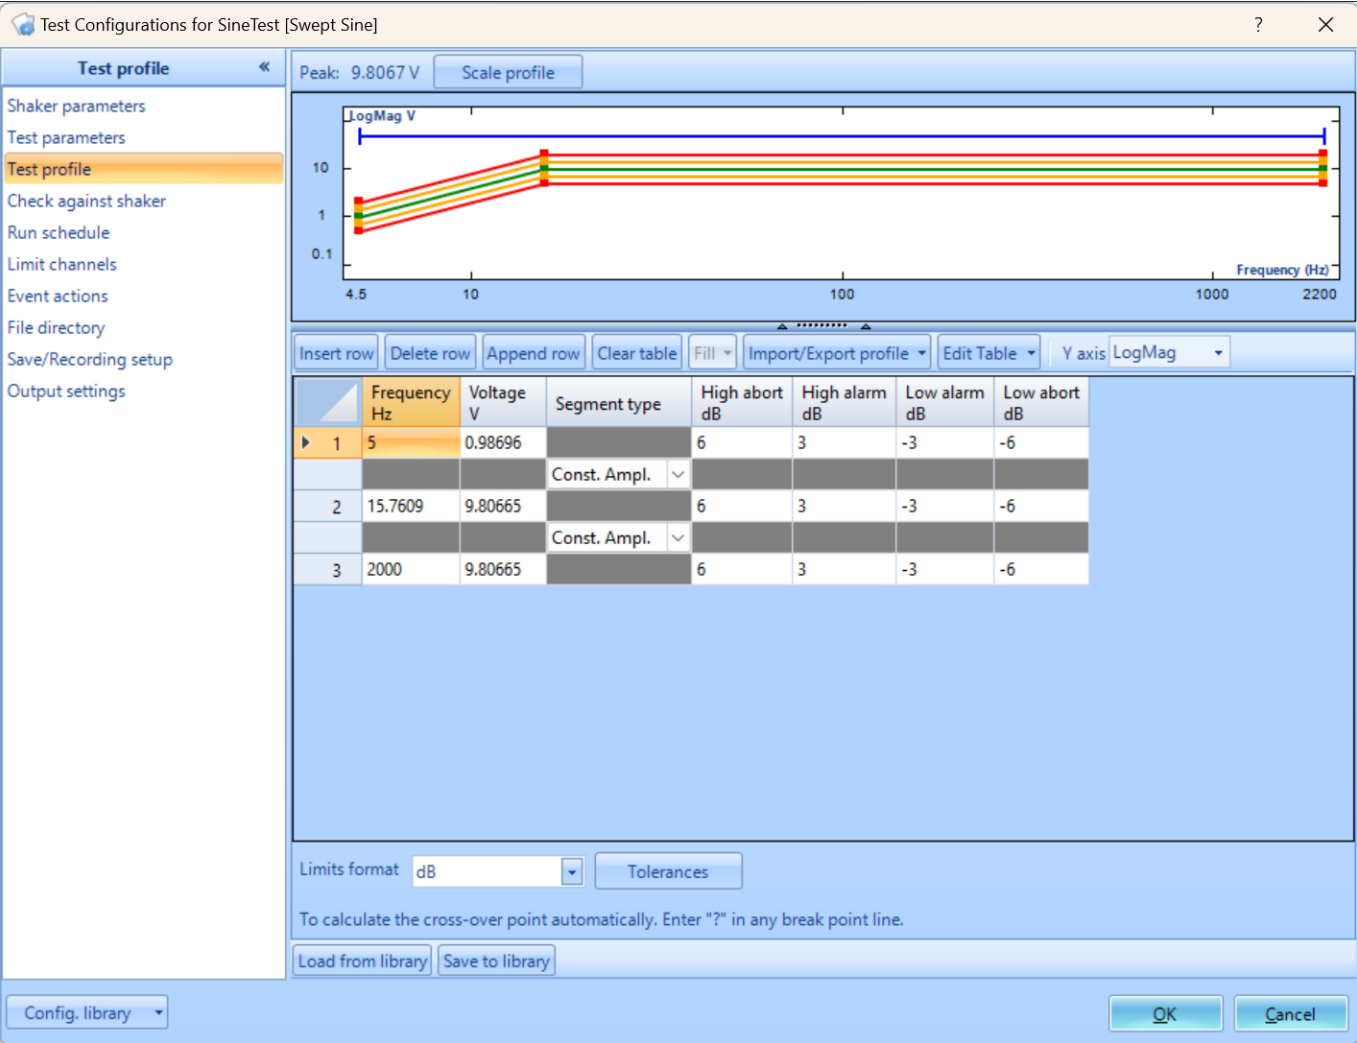 Test Configurations for SineTest [Swept Sine]
?
Test profile «
Shaker parameters
Test parameters
Test profile
Check against shaker
Run schedule
Limit channels
Event actions
File directory
Save/Recording setup
Output settings
Peak: 9.8067 V Scale profile
LogMag V
10
1
0.1
Frequency (Hz)
4.5 10 100 1000 2200
Insert row Delete row Append row Clear table Fill Import/Export profile Edit Table Y axis LogMag
Frequency Hz Voltage V Segment type High abort dB High alarm dB Low alarm dB Low abort dB
1 5 0.98696 6 3 -3 -6
Const. Ampl.
2 15.7609 9.80665 6 3 -3 -6
Const. Ampl.
3 2000 9.80665 6 3 -3 -6
Limits format dB Tolerances
To calculate the cross-over point automatically. Enter "?" in any break point line.
Load from library Save to library
Config. library OK Cancel